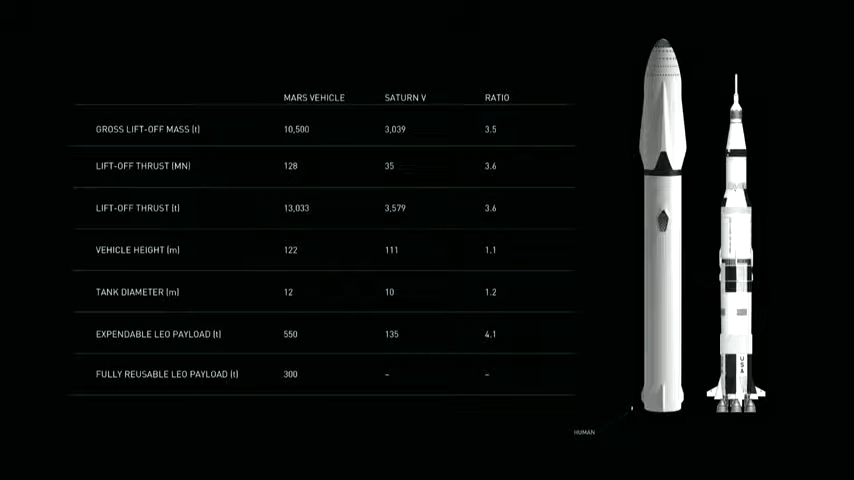 MARS VEHICLE SATURN V RATIO
GROSS LIFT-OFF MASS (t) 10,500 3,039 3.5
LIFT-OFF THRUST (MN) 128 35 3.6
LIFT-OFF THRUST (t) 13,033 3,579 3.6
VEHICLE HEIGHT (m) 122 111 1.1
TANK DIAMETER (m) 12 10 1.2
EXPENDABLE LEO PAYLOAD (t) 550 135 4.1
FULLY REUSABLE LEO PAYLOAD (t) 300 – –
USA
HUMAN